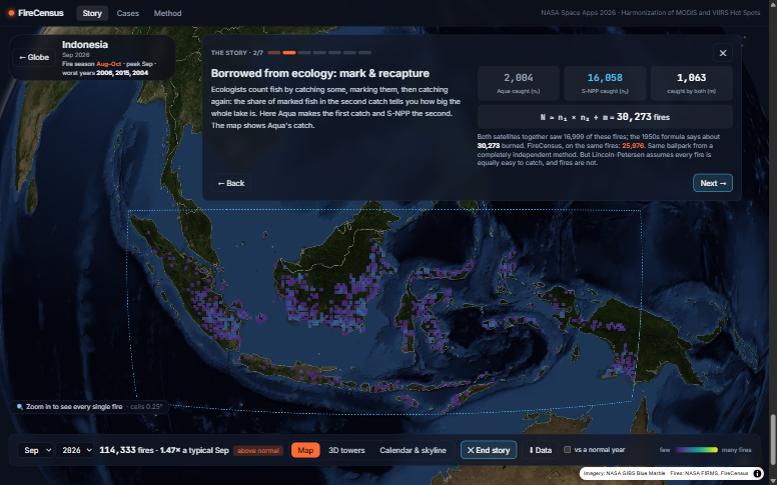 FireCensus
Story
Cases
Method
NASA Space Apps 2026 · Harmonization of MODIS and VIIRS Hot Spots
← Globe
Indonesia
Sep 2026
Fire season Aug-Oct · peak Sep ·
worst years 2006, 2015, 2004
THE STORY · 2/7
✕
Borrowed from ecology: mark & recapture
Ecologists count fish by catching some, marking them, then catching
again: the share of marked fish in the second catch tells you how big the
whole lake is. Here Aqua makes the first catch and S-NPP the second.
The map shows Aqua's catch.
2,004
Aqua caught (n₁)
16,058
S-NPP caught (n₂)
1,063
caught by both (m)
N ≈ n₁ × n₂ ÷ m = 30,273 fires
Both satellites together saw 16,999 of these fires; the 1950s formula says about
30,273 burned. FireCensus, on the same fires: 25,976. Same ballpark from a
completely independent method. But Lincoln-Petersen assumes every fire is
equally easy to catch, and fires are not.
← Back
Next →
Zoom in to see every single fire · cells 0.25°
Sep
2026
114,333 fires · 1.47× a typical Sep
above normal
Map
3D towers
Calendar & skyline
✕ End story
⬇ Data
vs a normal year
few
many fires
Imagery: NASA GIBS Blue Marble · Fires: NASA FIRMS, FireCensus